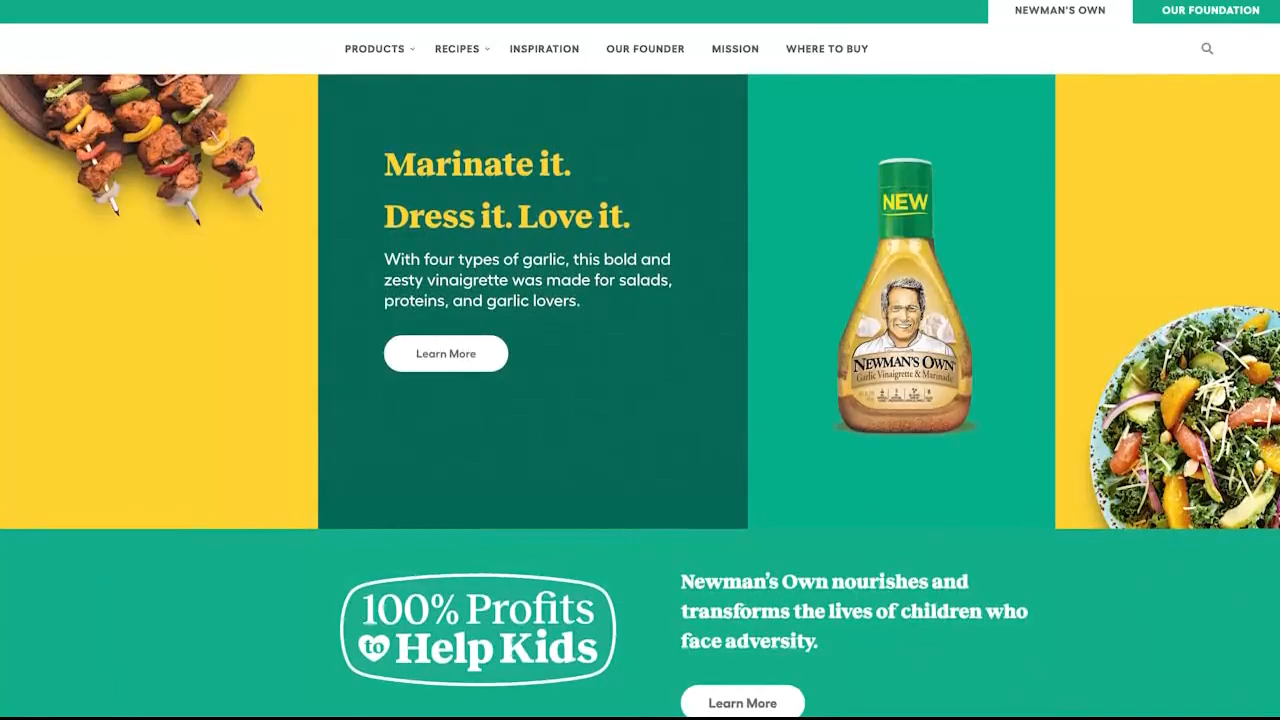 NEWMAN'S OWN
OUR FOUNDATION
PRODUCTS
RECIPES
INSPIRATION
OUR FOUNDER
MISSION
WHERE TO BUY
Marinate it.
Dress it. Love it.
With four types of garlic, this bold and
zesty vinaigrette was made for salads,
proteins, and garlic lovers.
Learn More
NEW
NEWMAN'S OWN
Garlic Vinaigrette & Marinade
100% Profits
to Help Kids
Newman's Own nourishes and
transforms the lives of children who
face adversity.
Learn More